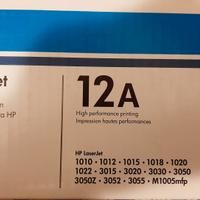 et
12A
High performance printing
Impression hautes performances
a HP
HP LaserJet
1010 • 1012 • 1015 • 1018 • 1020
1022 • 3015 • 3020 • 3030 • 3050
3050Z • 3052 • 3055 • M1005mfp